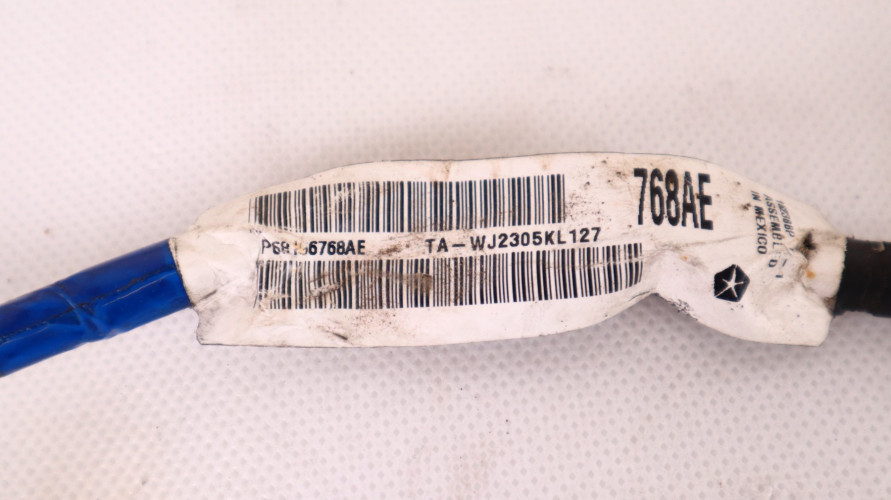 768AE
TA-WJ2305KL127
ASSEMBLED
IN MEXICO